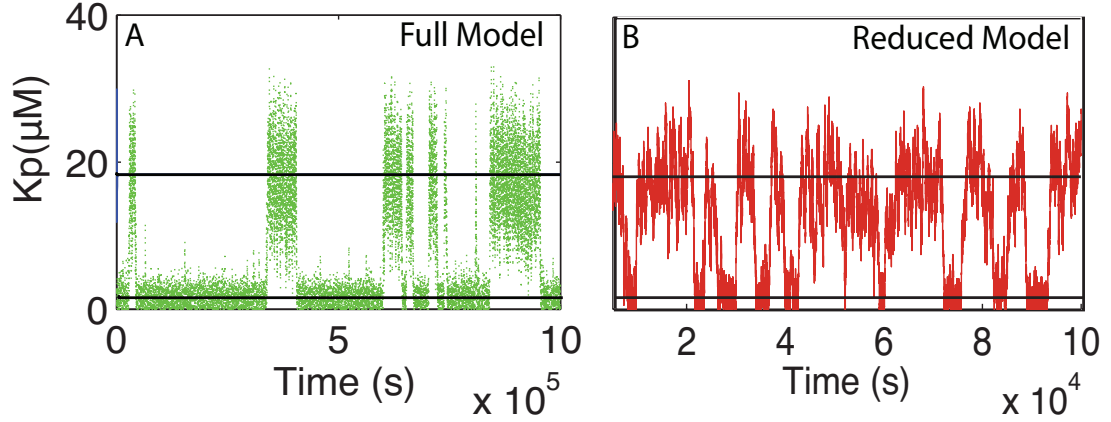 A
Full Model
Kp(μM)
40
20
0
0
5
10
Time (s)
x 10^5
B
Reduced Model
2
4
6
8
10
Time (s)
x 10^4